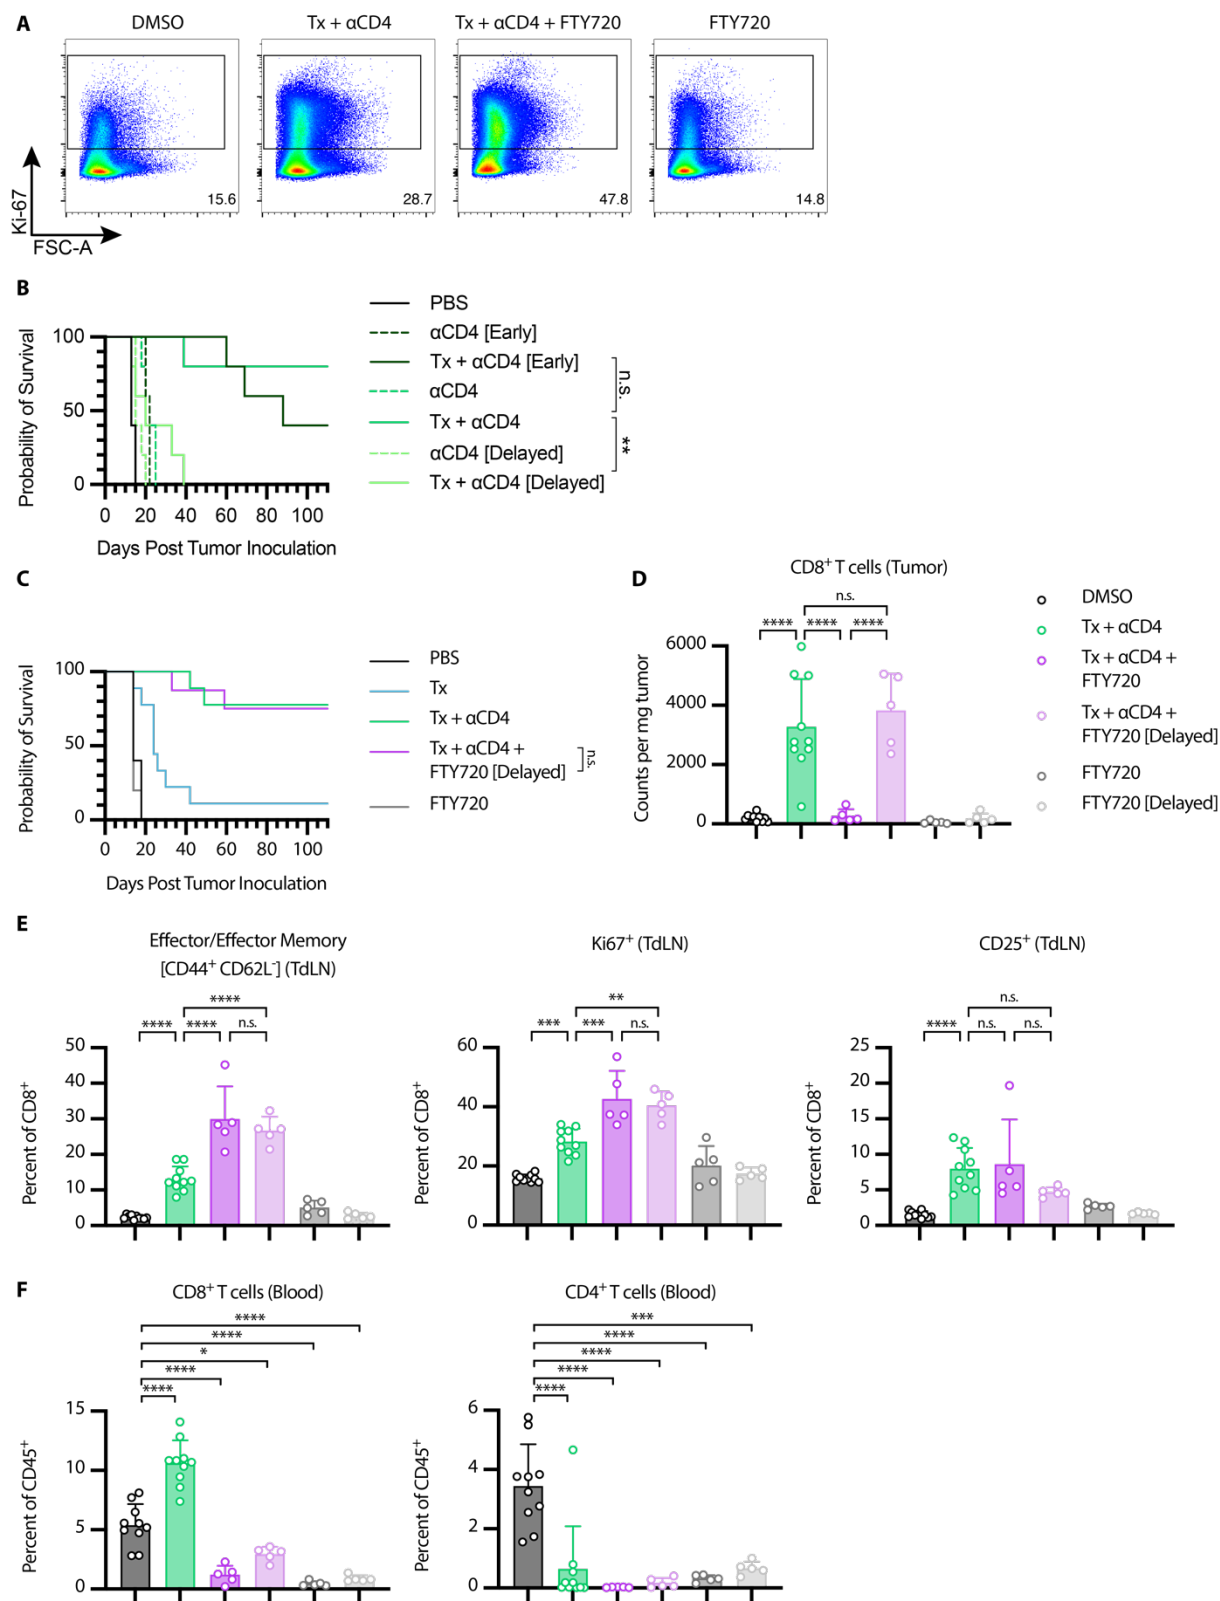 A
DMSO
Tx + αCD4
Tx + αCD4 + FTY720
FTY720
15.6
28.7
47.8
14.8
Ki-67
FSC-A
B
Probability of Survival
100
50
0
0 20 40 60 80 100
Days Post Tumor Inoculation
PBS
αCD4 [Early]
Tx + αCD4 [Early]
αCD4
Tx + αCD4
αCD4 [Delayed]
Tx + αCD4 [Delayed]
n.s.
**
C
Probability of Survival
100
50
0
0 20 40 60 80 100
Days Post Tumor Inoculation
PBS
Tx
Tx + αCD4
Tx + αCD4 +
FTY720 [Delayed]
FTY720
n.s.
D
CD8+ T cells (Tumor)
n.s.
**** **** ****
Counts per mg tumor
6000
4000
2000
0
DMSO
Tx + αCD4
Tx + αCD4 +
FTY720
Tx + αCD4 +
FTY720 [Delayed]
FTY720
FTY720 [Delayed]
E
Effector/Effector Memory
[CD44+ CD62L-] (TdLN)
****
**** **** n.s.
Percent of CD8+
50
40
30
20
10
0
Ki67+ (TdLN)
**
*** *** n.s.
Percent of CD8+
60
40
20
0
CD25+ (TdLN)
n.s.
**** n.s. n.s.
Percent of CD8+
25
20
15
10
5
0
F
CD8+ T cells (Blood)
****
****
*
****
****
Percent of CD45+
15
10
5
0
CD4+ T cells (Blood)
***
****
****
****
****
Percent of CD45+
6
4
2
0